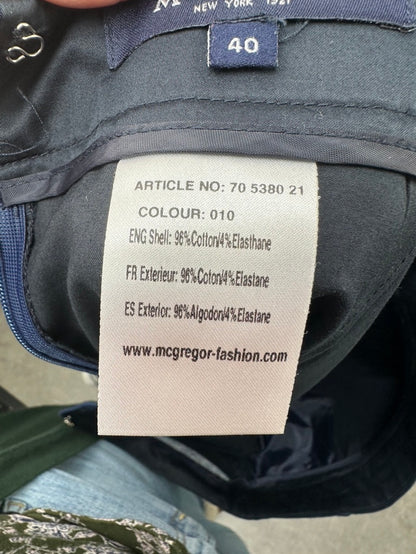 NEW YORK 1921
40
ARTICLE NO: 70 5380 21
COLOUR: 010
ENG Shell: 96%Cotton/4%Elasthane
FR Exterieur: 96%Coton/4%Elastane
ES Exterior: 96%Algodon/4%Elastane
www.mcgregor-fashion.com